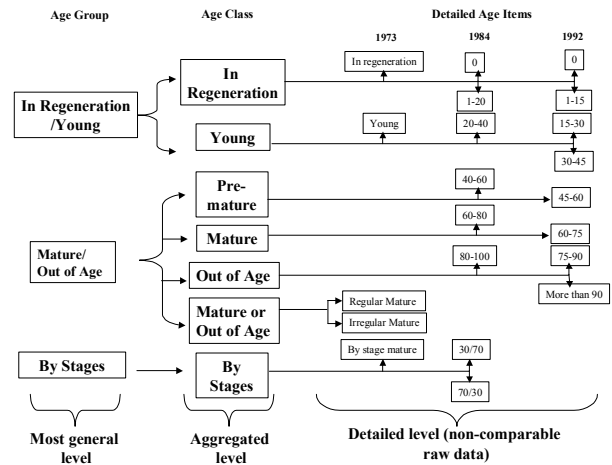 Age Group
Age Class
Detailed Age Items
1973
1984
1992
In Regeneration
/Young
In
Regeneration
In regeneration
0
0
1-20
1-15
Young
Young
20-40
15-30
30-45
Mature/
Out of Age
Pre-
mature
40-60
45-60
Mature
60-80
60-75
Out of Age
80-100
75-90
More than 90
Mature or
Out of Age
Regular Mature
Irregular Mature
By Stages
By
Stages
By stage mature
30/70
70/30
Most general
level
Aggregated
level
Detailed level (non-comparable
raw data)